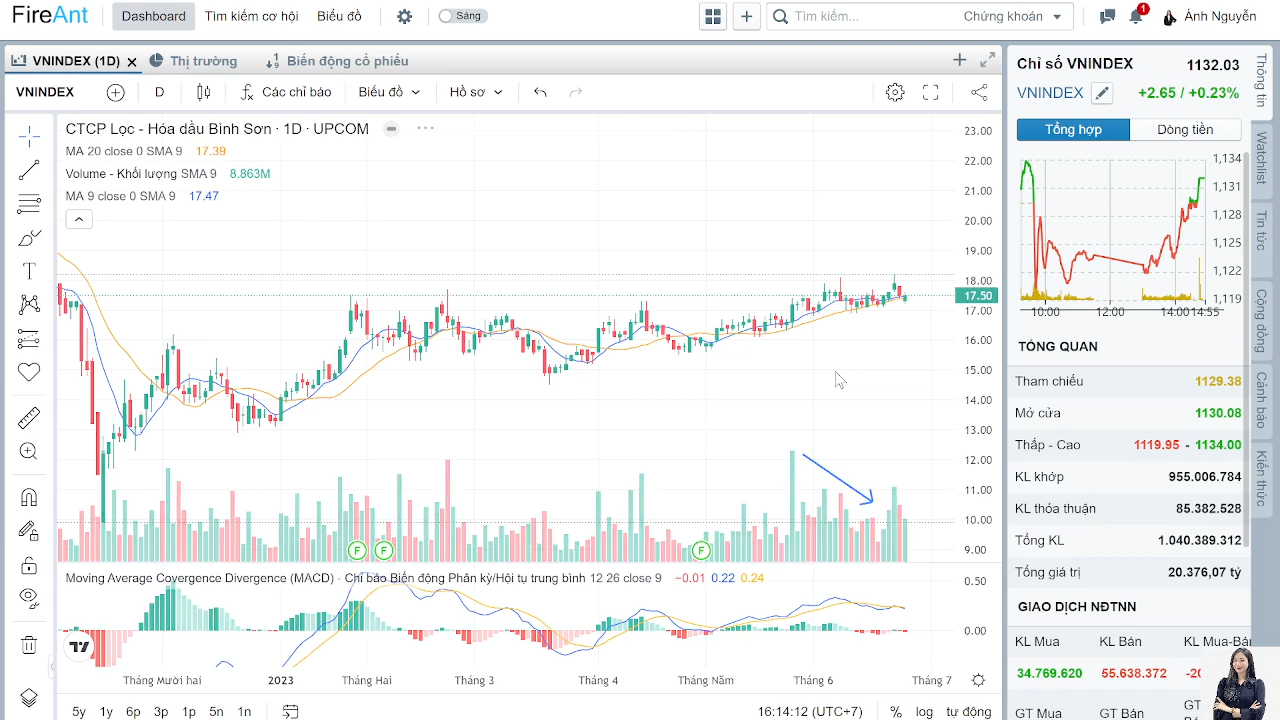 FireAnt Dashboard Tìm kiếm cơ hội Biểu đồ Sáng Tìm kiếm... Chứng khoán 1 Ánh Nguyễn
VNINDEX (1D) Thị trường Biến động cổ phiếu
VNINDEX D Các chỉ báo Biểu đồ Hồ sơ
CTCP Lọc - Hóa dầu Bình Sơn · 1D · UPCOM
MA 20 close 0 SMA 9 17.39
Volume - Khối lượng SMA 9 8.863M
MA 9 close 0 SMA 9 17.47
23.00
22.00
21.00
20.00
19.00
18.00
17.50
17.00
16.00
15.00
14.00
13.00
12.00
11.00
10.00
9.00
F F F
Moving Average Covergence Divergence (MACD) - Chỉ báo Biến động Phân kỳ/Hội tụ trung bình 12 26 close 9 −0.01 0.22 0.24
0.50
0.00
Tháng Mười hai 2023 Tháng Hai Tháng 3 Tháng 4 Tháng Năm Tháng 6 Tháng 7
5y 1y 6p 3p 1p 5n 1n 16:14:12 (UTC+7) % log tự động
Chỉ số VNINDEX 1132.03
VNINDEX +2.65 / +0.23%
Tổng hợp Dòng tiền
1,134
1,131
1,128
1,125
1,122
1,119
10:00 12:00 14:00 14:55
TỔNG QUAN
Tham chiếu 1129.38
Mở cửa 1130.08
Thấp - Cao 1119.95 - 1134.00
KL khớp 955.006.784
KL thỏa thuận 85.382.528
Tổng KL 1.040.389.312
Tổng giá trị 20.376,07 tỷ
GIAO DỊCH NĐTNN
KL Mua KL Bán KL Mua-Bán
34.769.620 55.638.372 -20
GT Mua GT Bán GT
Thông tin
Watchlist
Tin tức
Cộng đồng
Cảnh báo
Kiến thức